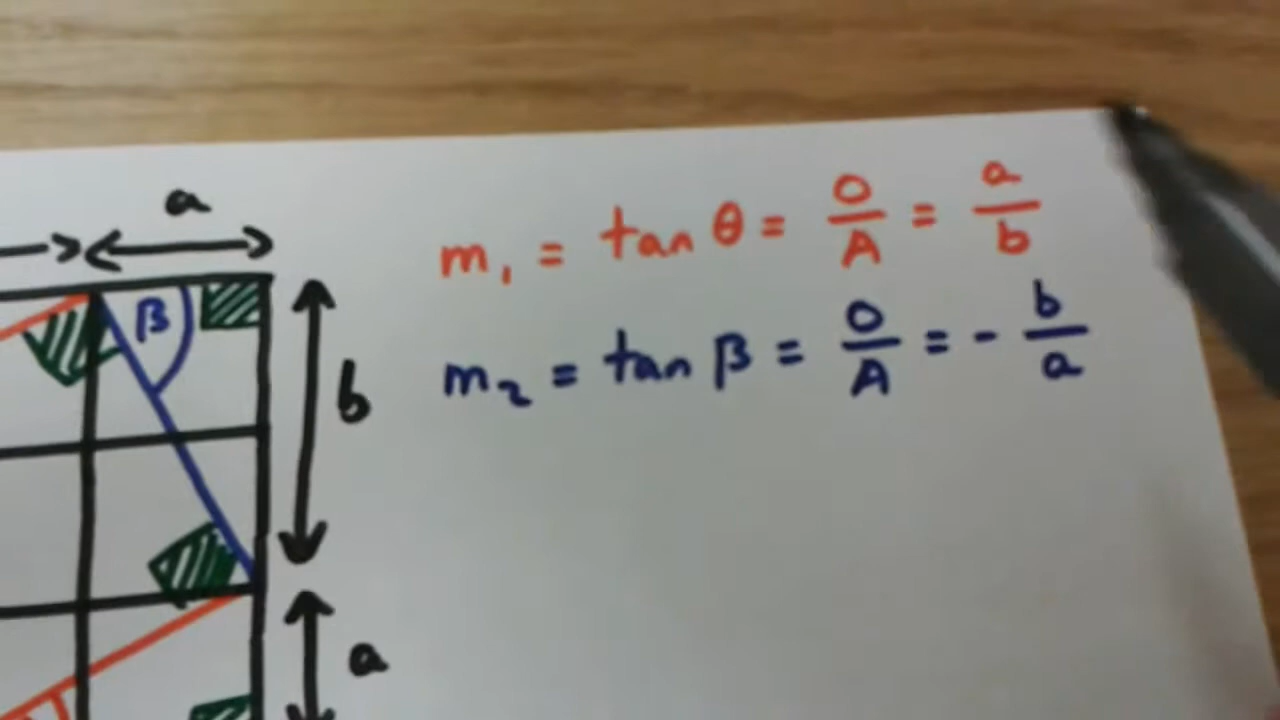 a
β
b
a
m₁ = tan θ = O/A = a/b
m₂ = tan β = O/A = - b/a